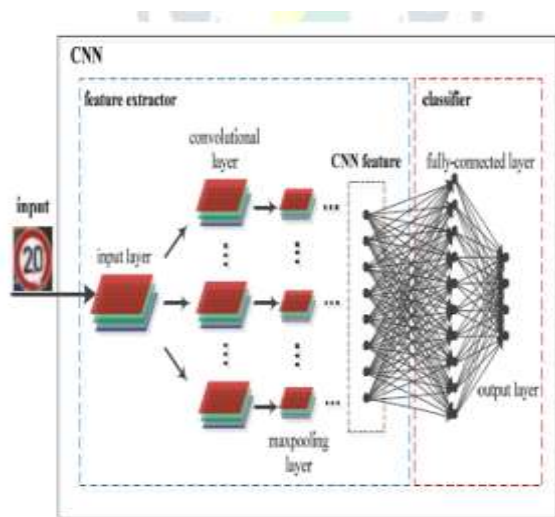 CNN
feature extractor
classifier
convolutional
layer
CNN feature
fully-connected layer
input
20
input layer
output layer
maxpooling
layer